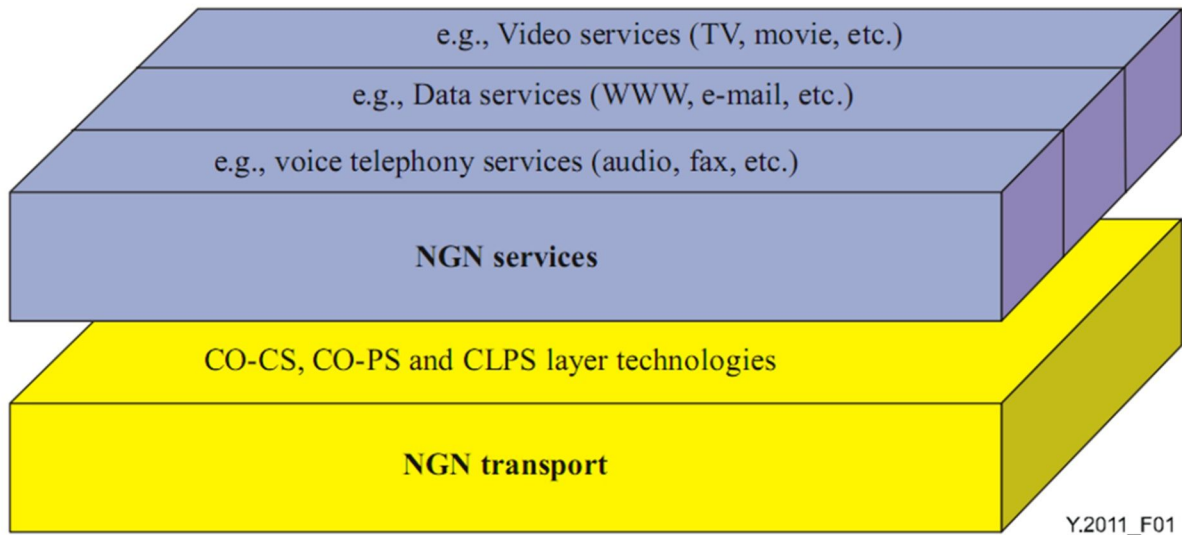 e.g., Video services (TV, movie, etc.)
e.g., Data services (WWW, e-mail, etc.)
e.g., voice telephony services (audio, fax, etc.)
NGN services
CO-CS, CO-PS and CLPS layer technologies
NGN transport
Y.2011_F01